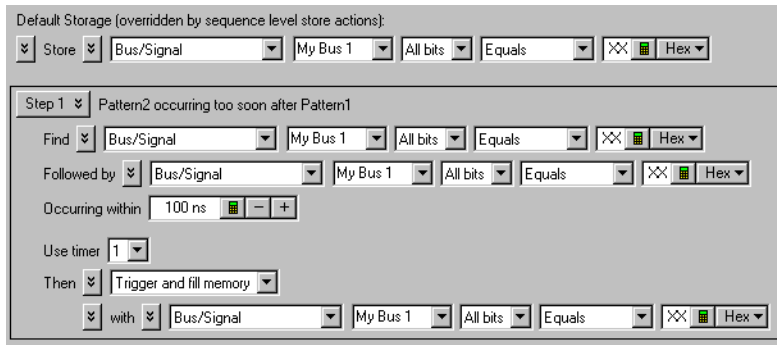 Default Storage (overridden by sequence level store actions):
Store Bus/Signal My Bus 1 All bits Equals XX Hex
Step 1 Pattern2 occurring too soon after Pattern1
Find Bus/Signal My Bus 1 All bits Equals XX Hex
Followed by Bus/Signal My Bus 1 All bits Equals XX Hex
Occurring within 100 ns − +
Use timer 1
Then Trigger and fill memory
with Bus/Signal My Bus 1 All bits Equals XX Hex